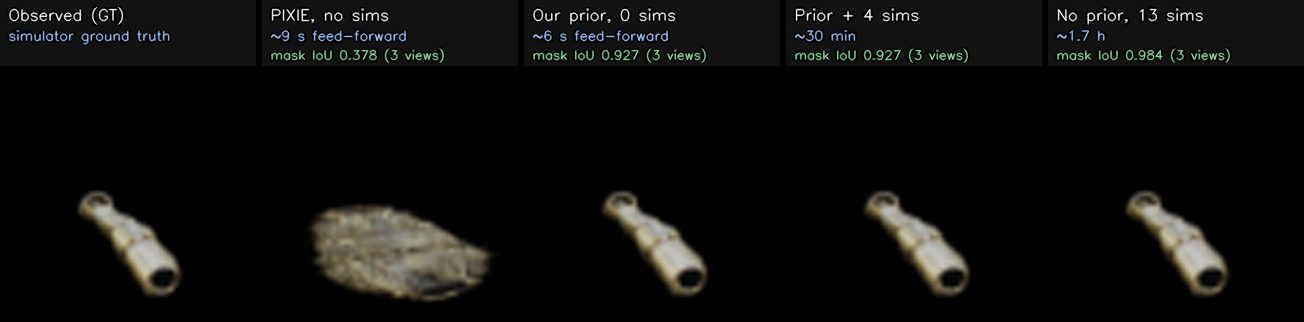 Observed (GT)
simulator ground truth
PIXIE, no sims
~9 s feed-forward
mask IoU 0.378 (3 views)
Our prior, 0 sims
~6 s feed-forward
mask IoU 0.927 (3 views)
Prior + 4 sims
~30 min
mask IoU 0.927 (3 views)
No prior, 13 sims
~1.7 h
mask IoU 0.984 (3 views)